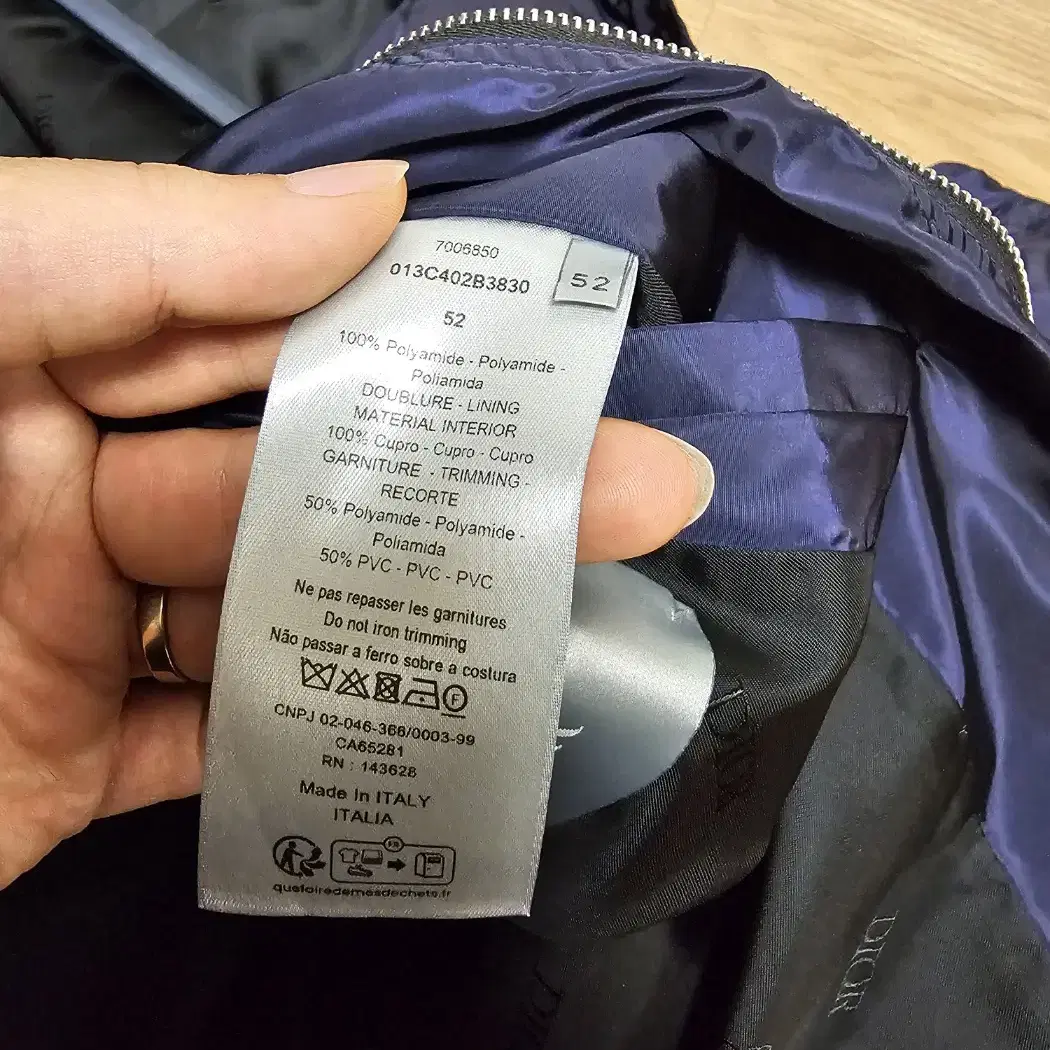 7006850
013C402B3830
52
52
100% Polyamide - Polyamide -
Poliamida
DOUBLURE - LINING
MATERIAL INTERIOR
100% Cupro - Cupro - Cupro
GARNITURE - TRIMMING -
RECORTE
50% Polyamide - Polyamide -
Poliamida
50% PVC - PVC - PVC
Ne pas repasser les garnitures
Do not iron trimming
Não passar a ferro sobre a costura
F
CNPJ 02-046-366/0003-99
CA65281
RN : 143628
Made In ITALY
ITALIA
FR
quefairedemesdechets.fr
DIOR
DIOR